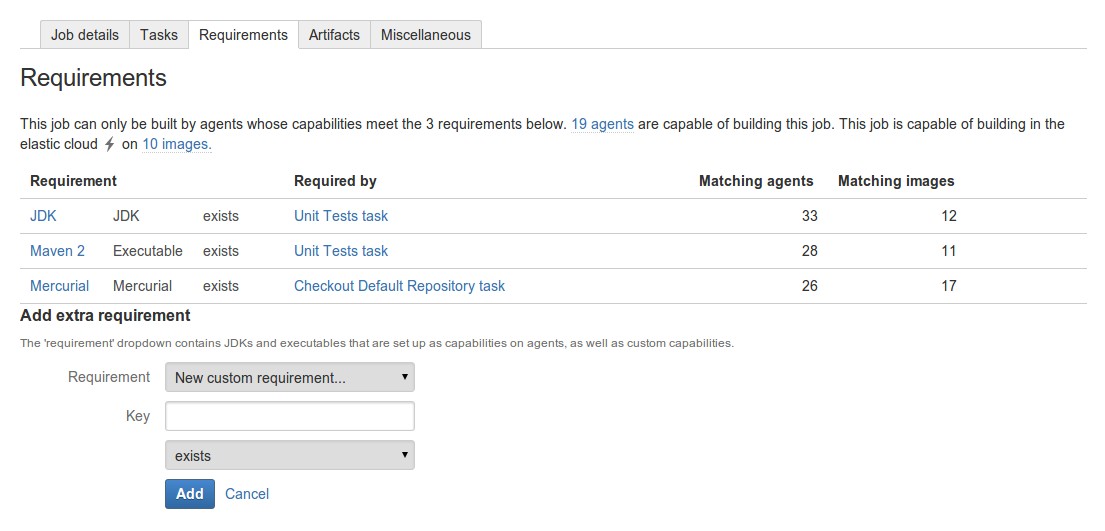 Job details Tasks Requirements Artifacts Miscellaneous
Requirements
This job can only be built by agents whose capabilities meet the 3 requirements below. 19 agents are capable of building this job. This job is capable of building in the
elastic cloud on 10 images.
Requirement Required by Matching agents Matching images
JDK JDK exists Unit Tests task 33 12
Maven 2 Executable exists Unit Tests task 28 11
Mercurial Mercurial exists Checkout Default Repository task 26 17
Add extra requirement
The 'requirement' dropdown contains JDKs and executables that are set up as capabilities on agents, as well as custom capabilities.
Requirement New custom requirement...
Key
exists
Add Cancel